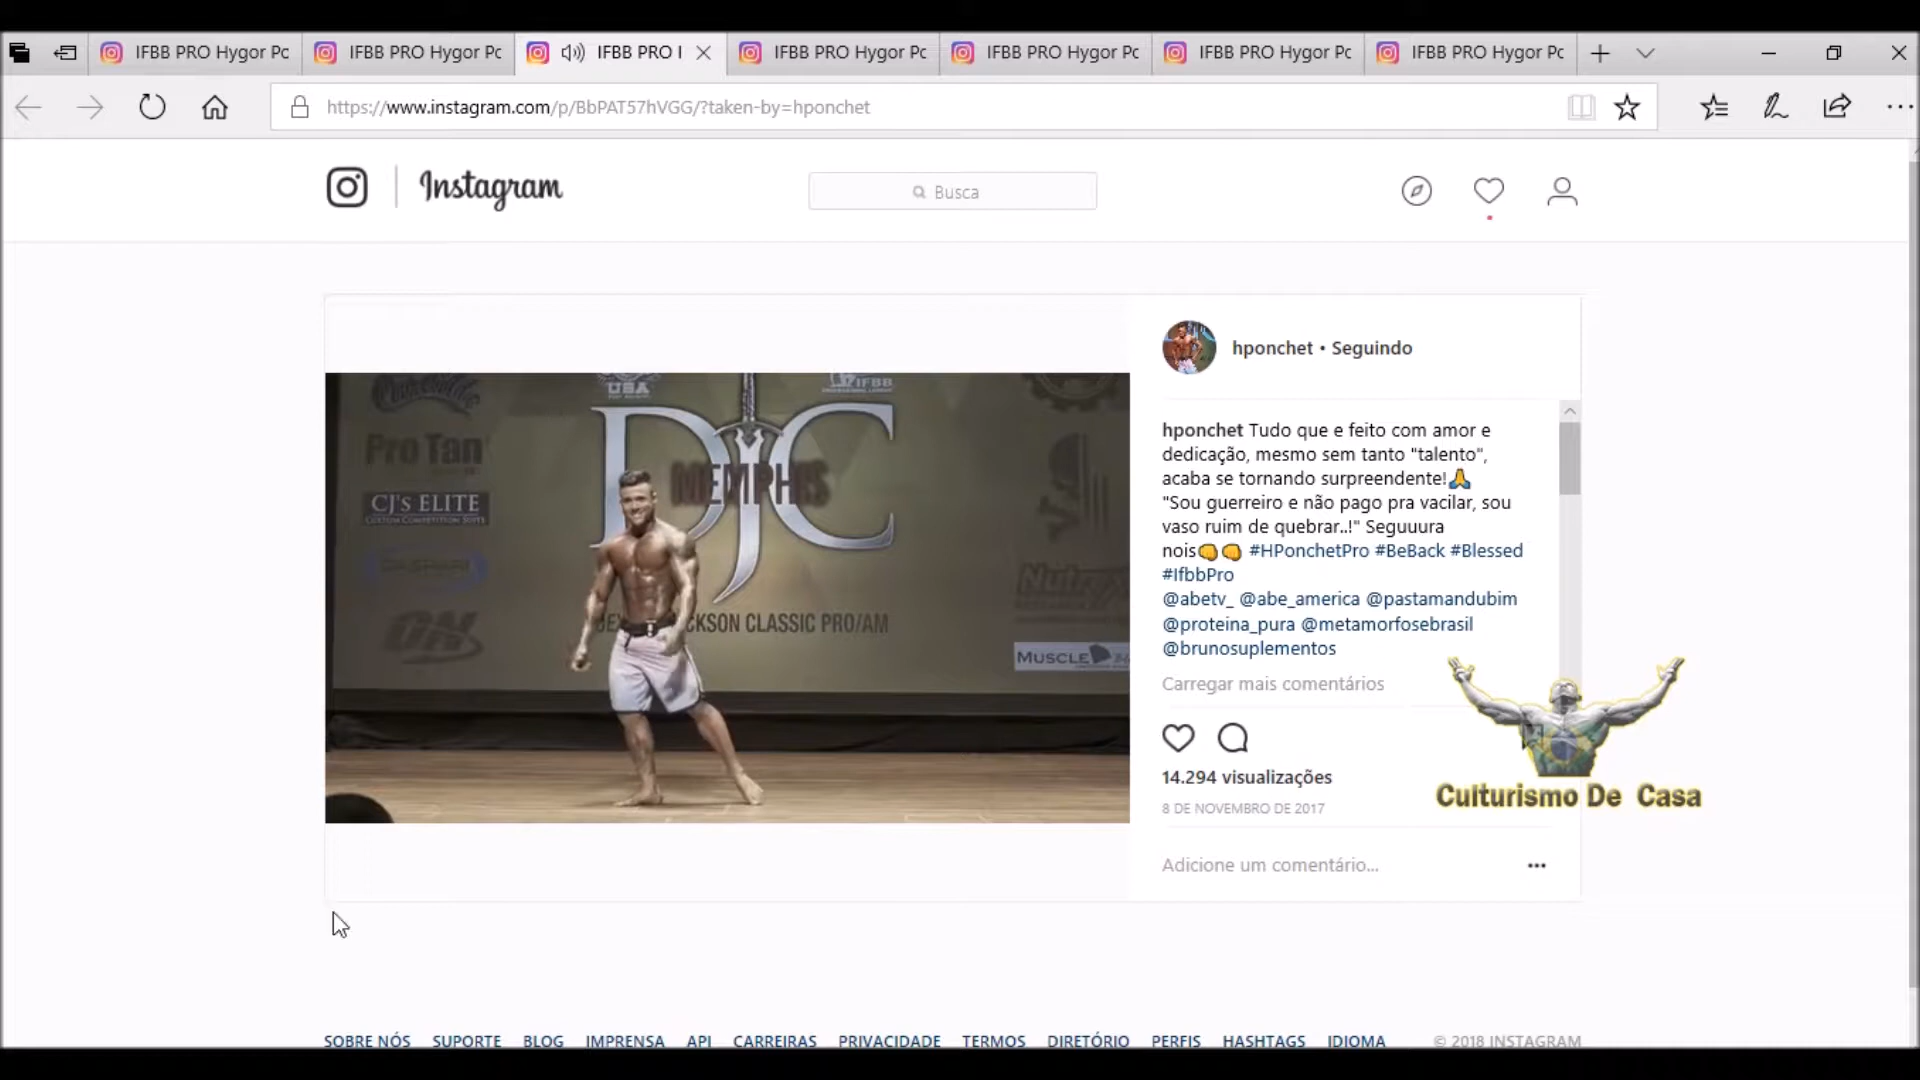 IFBB PRO Hygor Pc
IFBB PRO Hygor Pc
IFBB PRO I
IFBB PRO Hygor Pc
IFBB PRO Hygor Pc
IFBB PRO Hygor Pc
IFBB PRO Hygor Pc
https://www.instagram.com/p/BbPAT57hVGG/?taken-by=hponchet
Instagram
Busca
hponchet • Seguindo
USA
IFBB
DJC
MEMPHIS
Pro Tan
CJ'S ELITE
CUSTOM COMPETITION SUITS
ON
CKSON CLASSIC PRO/AM
MUSCLE
hponchet Tudo que e feito com amor e
dedicação, mesmo sem tanto "talento",
acaba se tornando surpreendente!🙏
"Sou guerreiro e não pago pra vacilar, sou
vaso ruim de quebrar..!" Seguuura
nois👊👊 #HPonchetPro #BeBack #Blessed
#IfbbPro
@abetv_ @abe_america @pastamandubim
@proteina_pura @metamorfosebrasil
@brunosuplementos
Carregar mais comentários
14.294 visualizações
8 DE NOVEMBRO DE 2017
Culturismo De Casa
Adicione um comentário...
SOBRE NÓS SUPORTE BLOG IMPRENSA API CARREIRAS PRIVACIDADE TERMOS DIRETÓRIO PERFIS HASHTAGS IDIOMA © 2018 INSTAGRAM